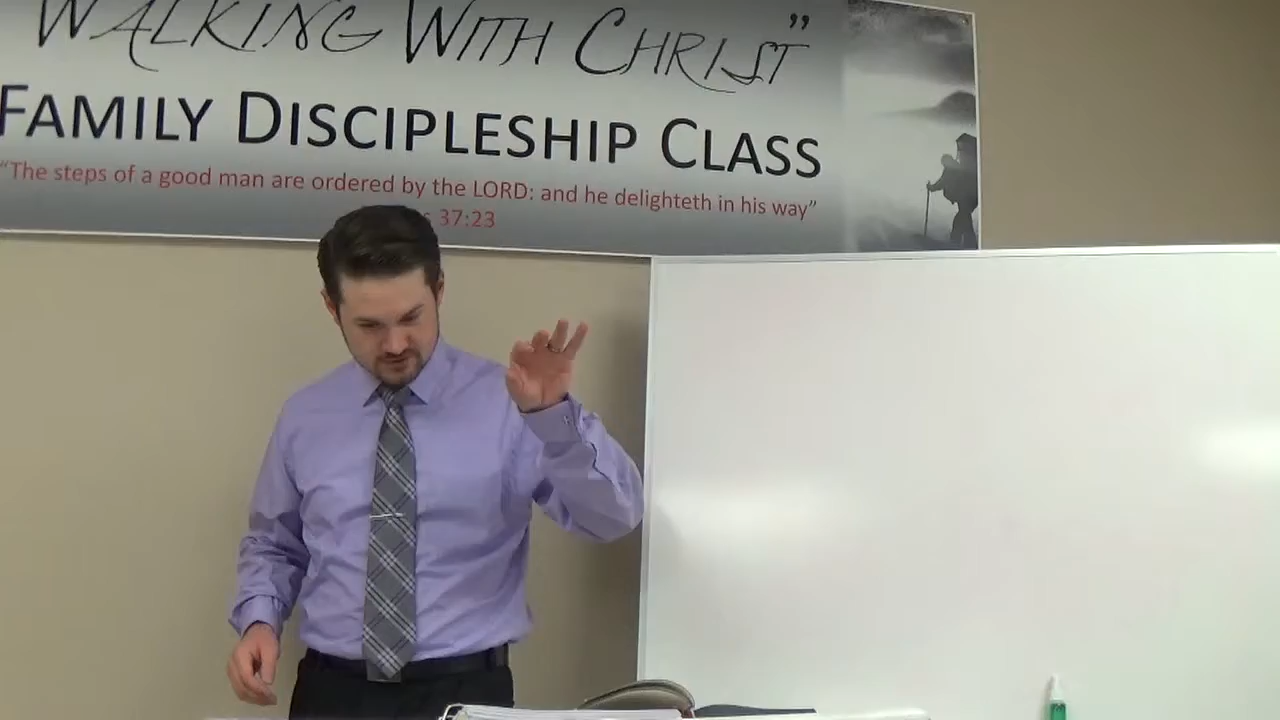 WALKING WITH CHRIST”
FAMILY DISCIPLESHIP CLASS
“The steps of a good man are ordered by the LORD: and he delighteth in his way”
37:23